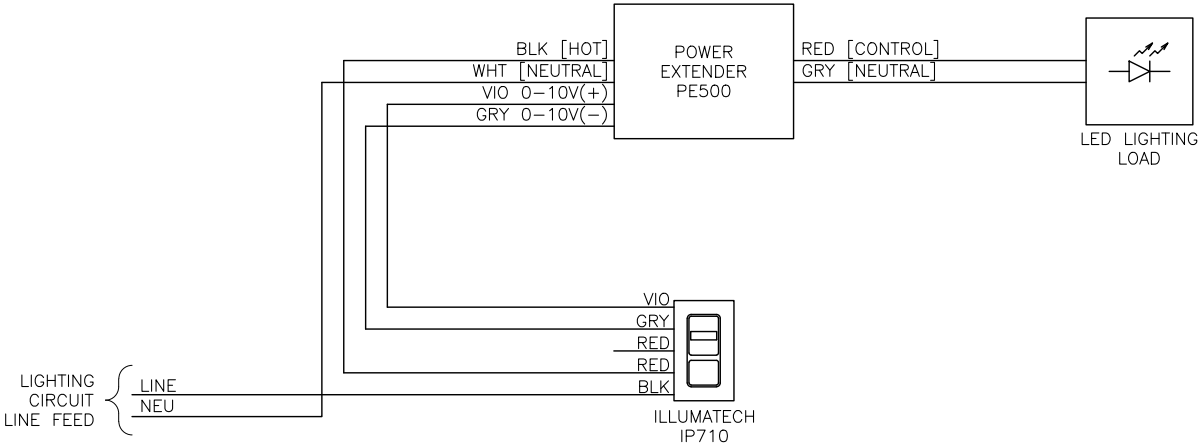 BLK [HOT]
WHT [NEUTRAL]
VIO 0-10V(+)
GRY 0-10V(-)
POWER
EXTENDER
PE500
RED [CONTROL]
GRY [NEUTRAL]
LED LIGHTING
LOAD
VIO
GRY
RED
RED
BLK
ILLUMATECH
IP710
LIGHTING
CIRCUIT
LINE FEED
LINE
NEU